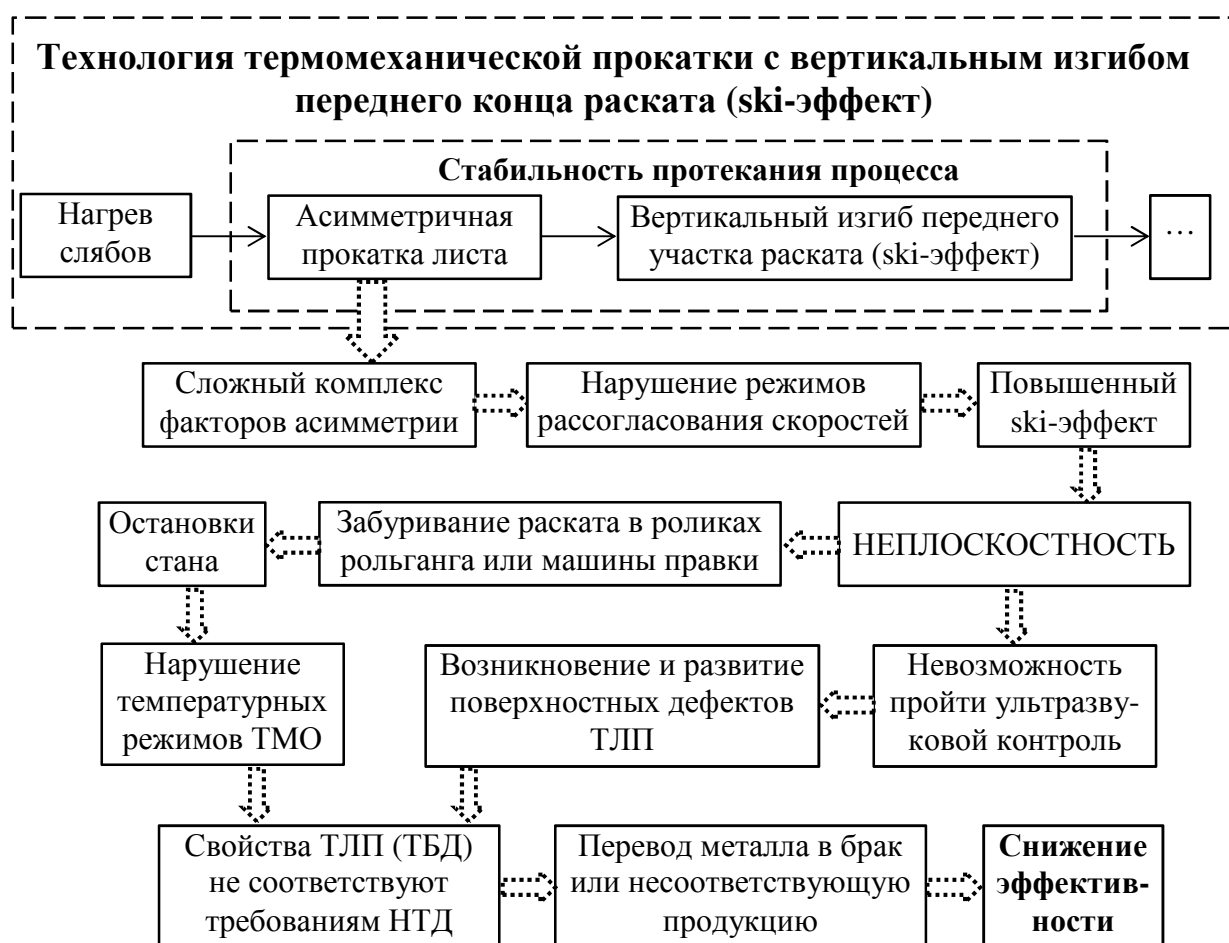 Технология термомеханической прокатки с вертикальным изгибом
переднего конца раската (ski-эффект)
Стабильность протекания процесса
Нагрев
слябов
Асимметричная
прокатка листа
Вертикальный изгиб переднего
участка раската (ski-эффект)
…
Сложный комплекс
факторов асимметрии
Нарушение режимов
рассогласования скоростей
Повышенный
ski-эффект
Остановки
стана
Забуривание раската в роликах
рольганга или машины правки
НЕПЛОСКОСТНОСТЬ
Нарушение
температурных
режимов ТМО
Возникновение и развитие
поверхностных дефектов
ТЛП
Невозможность
пройти ультразву-
ковой контроль
Свойства ТЛП (ТБД)
не соответствуют
требованиям НТД
Перевод металла в брак
или несоответствующую
продукцию
Снижение
эффектив-
ности